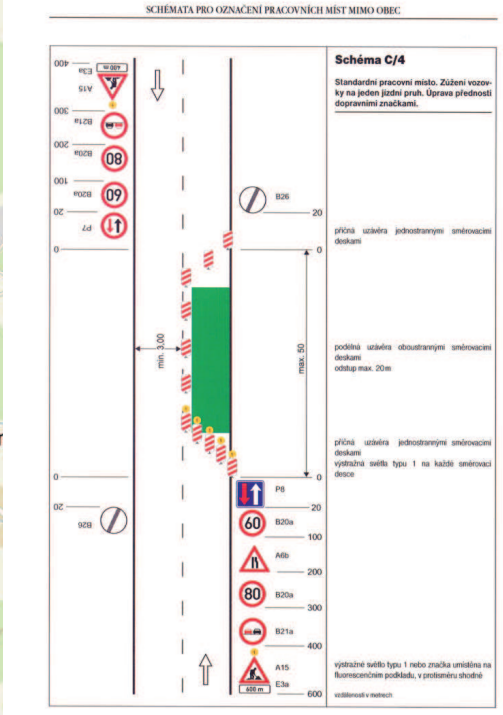 SCHÉMATA PRO OZNAČENÍ PRACOVNÍCH MÍST MIMO OBEC
Schéma C/4
Standardní pracovní místo. Zúžení vozov-
ky na jeden jízdní pruh. Úprava přednosti
dopravními značkami.
400
E3a
400 m
A15
300
B21a
200
B20a
80
100
B20a
60
20
P7
0
B26
20
0
příčná uzávěra jednostrannými směrovacími
deskami
min. 3,00
max. 50
podélná uzávěra oboustrannými směrovacími
deskami
odstup max. 20 m
příčná uzávěra jednostrannými směrovacími
deskami
výstražná světla typu 1 na každé směrovací
desce
0
20
B26
0
P8
20
60
B20a
100
A6b
200
80
B20a
300
B21a
400
A15
E3a
600 m
600
výstražné světlo typu 1 nebo značka umístěna na
fluorescenčním podkladu, v protisměru shodně
vzdálenosti v metrech